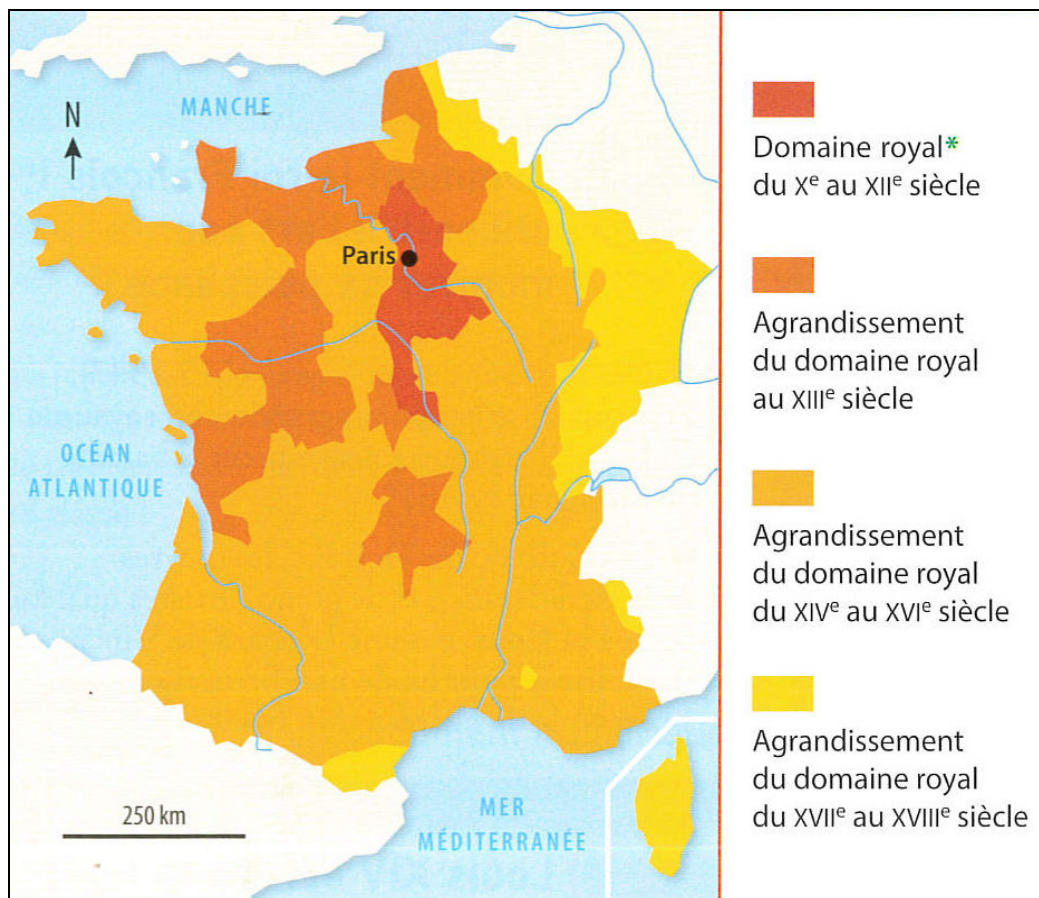 MANCHE
N
Paris
OCÉAN
ATLANTIQUE
250 km
MER
MÉDITERRANÉE
Domaine royal*
du Xe au XIIe siècle
Agrandissement
du domaine royal
au XIIIe siècle
Agrandissement
du domaine royal
du XIVe au XVIe siècle
Agrandissement
du domaine royal
du XVIIe au XVIIIe siècle